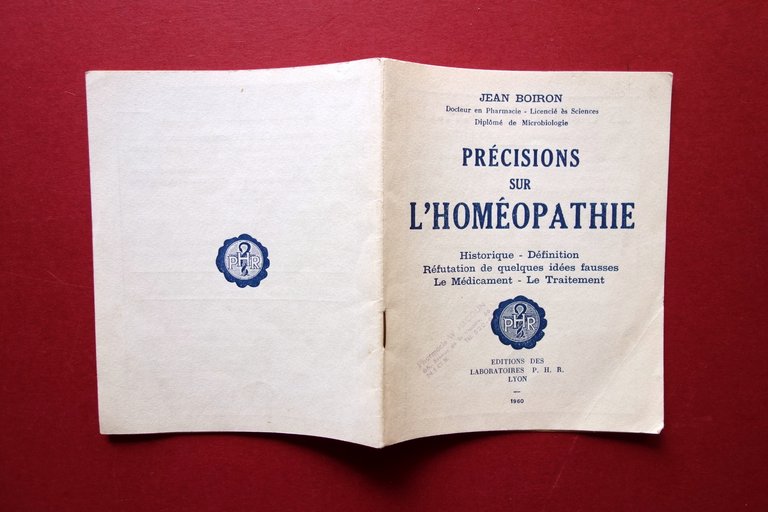 JEAN BOIRON
Docteur en Pharmacie - Licencié ès Sciences
Diplômé de Microbiologie
PRÉCISIONS
SUR
L'HOMÉOPATHIE
Historique - Définition
Réfutation de quelques idées fausses
Le Médicament - Le Traitement
PHR
PHR
Pharmacie
EDITIONS DES
LABORATOIRES P. H. R.
LYON
1960